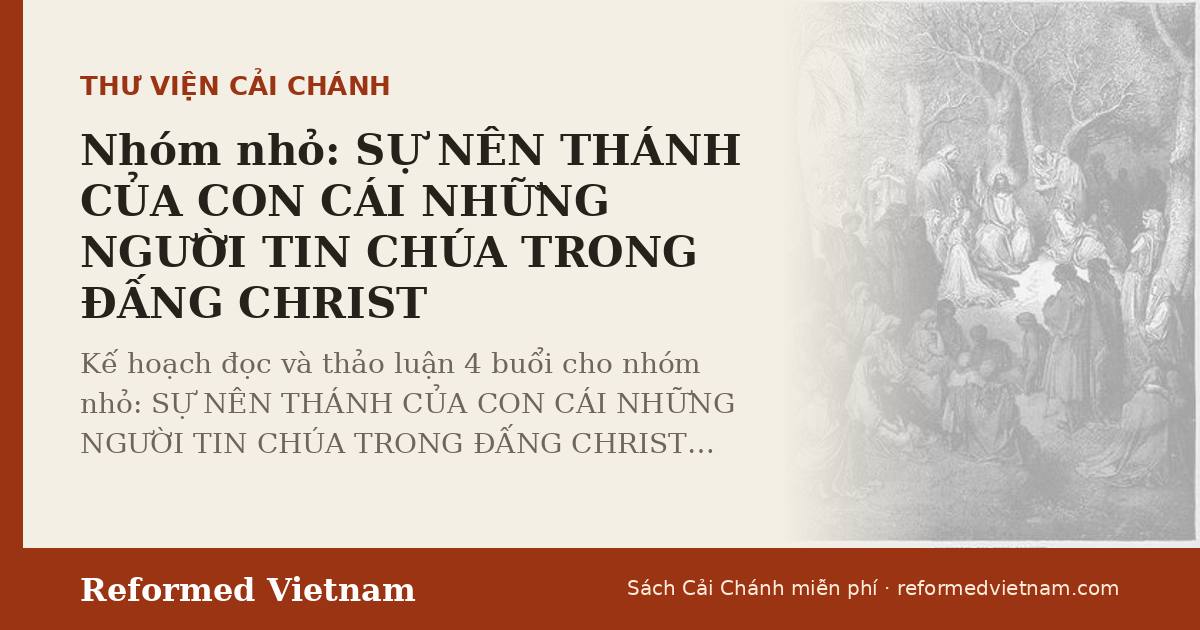 THƯ VIỆN CẢI CHÁNH
Nhóm nhỏ: SỰ NÊN THÁNH
CỦA CON CÁI NHỮNG
NGƯỜI TIN CHÚA TRONG
ĐẤNG CHRIST
Kế hoạch đọc và thảo luận 4 buổi cho nhóm
nhỏ: SỰ NÊN THÁNH CỦA CON CÁI NHỮNG
NGƯỜI TIN CHÚA TRONG ĐẤNG CHRIST...
Reformed Vietnam
Sách Cải Chánh miễn phí · reformedvietnam.com